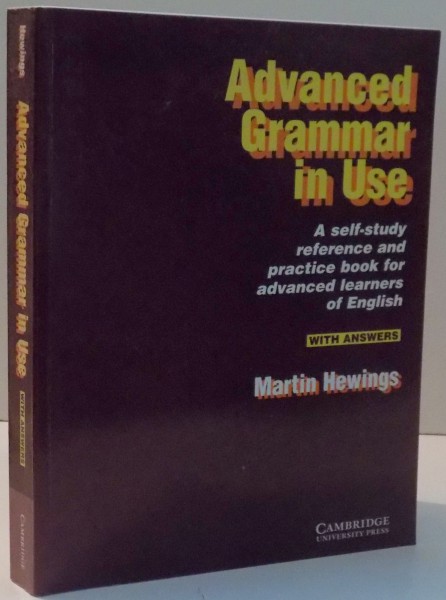 Hewings
Advanced Grammar in Use
WITH ANSWERS
CAMBRIDGE
Advanced
Grammar
in Use
A self-study
reference and
practice book for
advanced learners
of English
WITH ANSWERS
Martin Hewings
CAMBRIDGE
UNIVERSITY PRESS